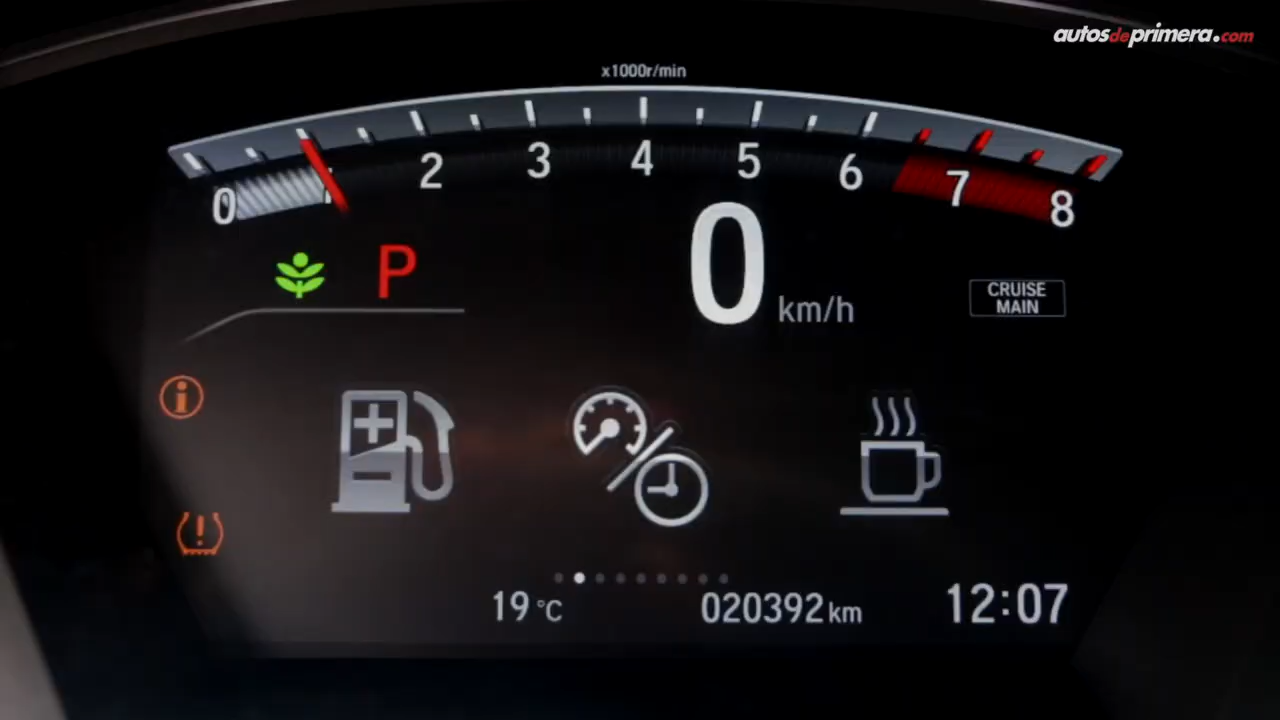 autosdeprimera.com
x1000r/min
0 1 2 3 4 5 6 7 8
P
0 km/h
CRUISE
MAIN
19°C
020392 km
12:07